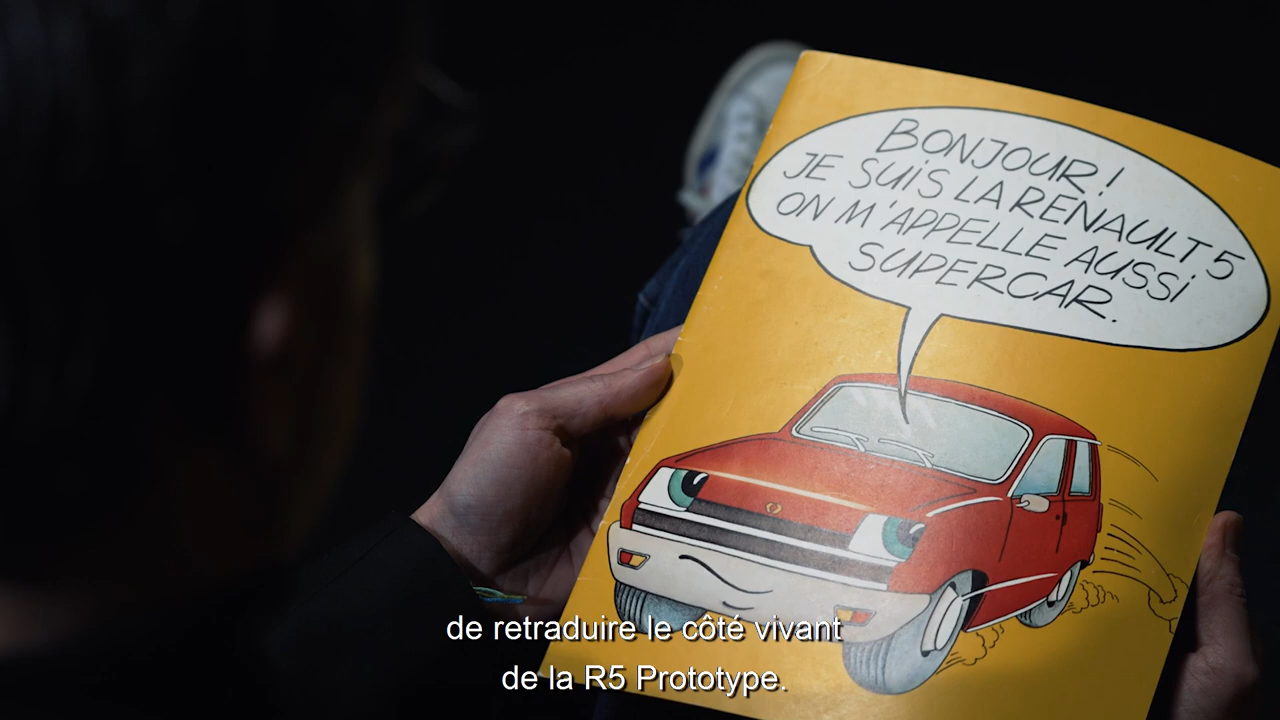 BONJOUR!
JE SUiS LA RENAULT 5
ON M'APPELLE AUSSi
SUPERCAR.
de retraduire le côté vivant
de la R5 Prototype.